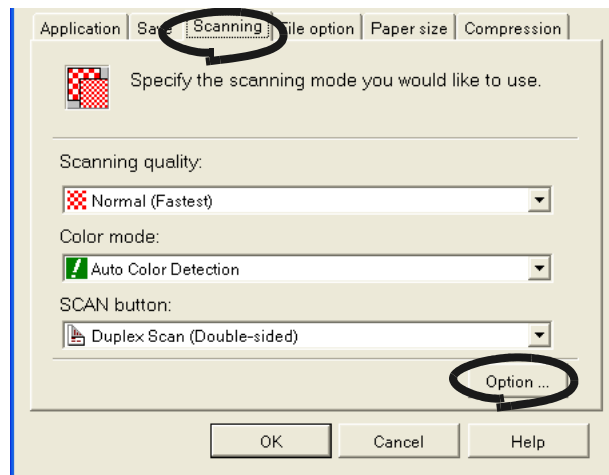 Application Save Scanning File option Paper size Compression
Specify the scanning mode you would like to use.
Scanning quality:
Normal (Fastest)
Color mode:
Auto Color Detection
SCAN button:
Duplex Scan (Double-sided)
Option ...
OK Cancel Help